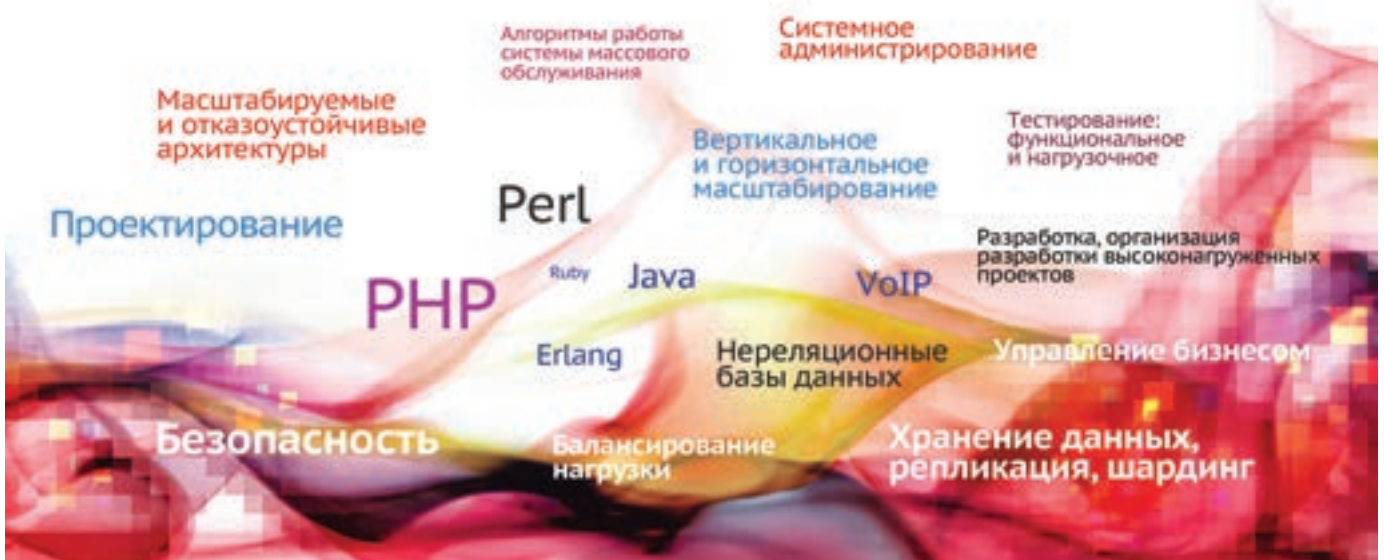 Алгоритмы работы
системы массового
обслуживания
Системное
администрирование
Масштабируемые
и отказоустойчивые
архитектуры
Вертикальное
и горизонтальное
масштабирование
Тестирование:
функциональное
и нагрузочное
Проектирование
Perl
Разработка, организация
разработки высоконагруженных
проектов
PHP
Ruby
Java
VoIP
Erlang
Нереляционные
базы данных
Управление бизнесом
Безопасность
Балансирование
нагрузки
Хранение данных,
репликация, шардинг